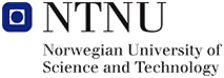 NTNU
Norwegian University of
Science and Technology